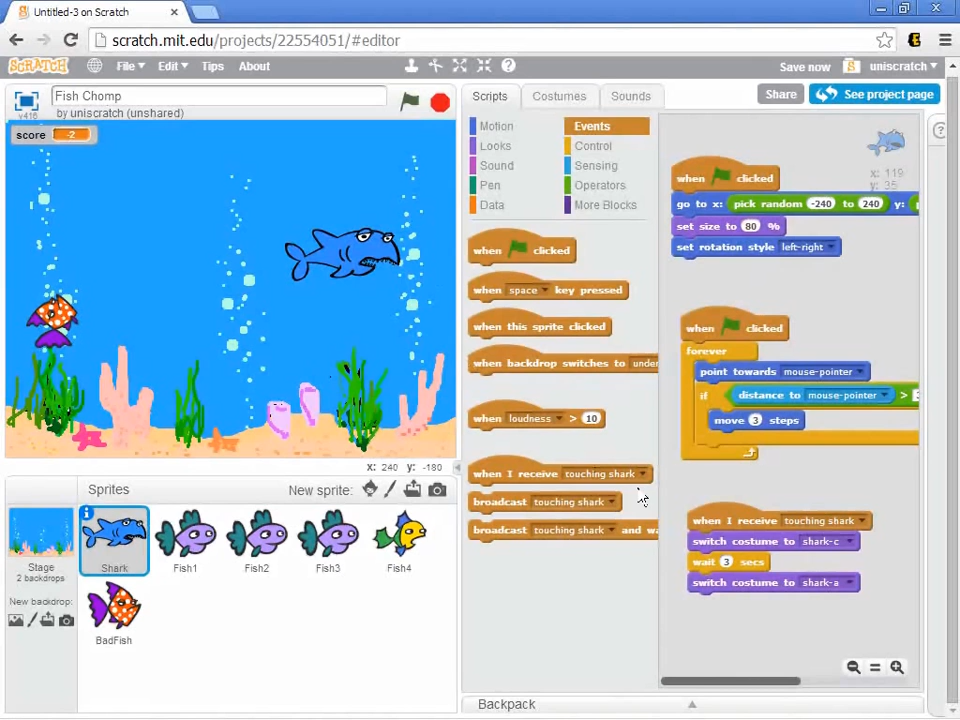 Untitled-3 on Scratch
scratch.mit.edu/projects/22554051/#editor
SCRATCH File Edit Tips About Save now uniscratch
v416
Fish Chomp
by uniscratch (unshared)
Scripts Costumes Sounds
Share
See project page
score -2
Motion
Looks
Sound
Pen
Data
Events
Control
Sensing
Operators
More Blocks
when clicked
when space key pressed
when this sprite clicked
when backdrop switches to
when loudness > 10
when I receive touching shark
broadcast touching shark
broadcast touching shark and
x: 119
y: 35
when clicked
go to x: pick random -240 to 240 y:
set size to 80 %
set rotation style left-right
when clicked
forever
point towards mouse-pointer
if distance to mouse-pointer >
move 3 steps
when I receive touching shark
switch costume to shark-c
wait 3 secs
switch costume to shark-a
x: 240 y: -180
Sprites
New sprite:
Stage
2 backdrops
New backdrop:
Shark
Fish1
Fish2
Fish3
Fish4
BadFish
Backpack